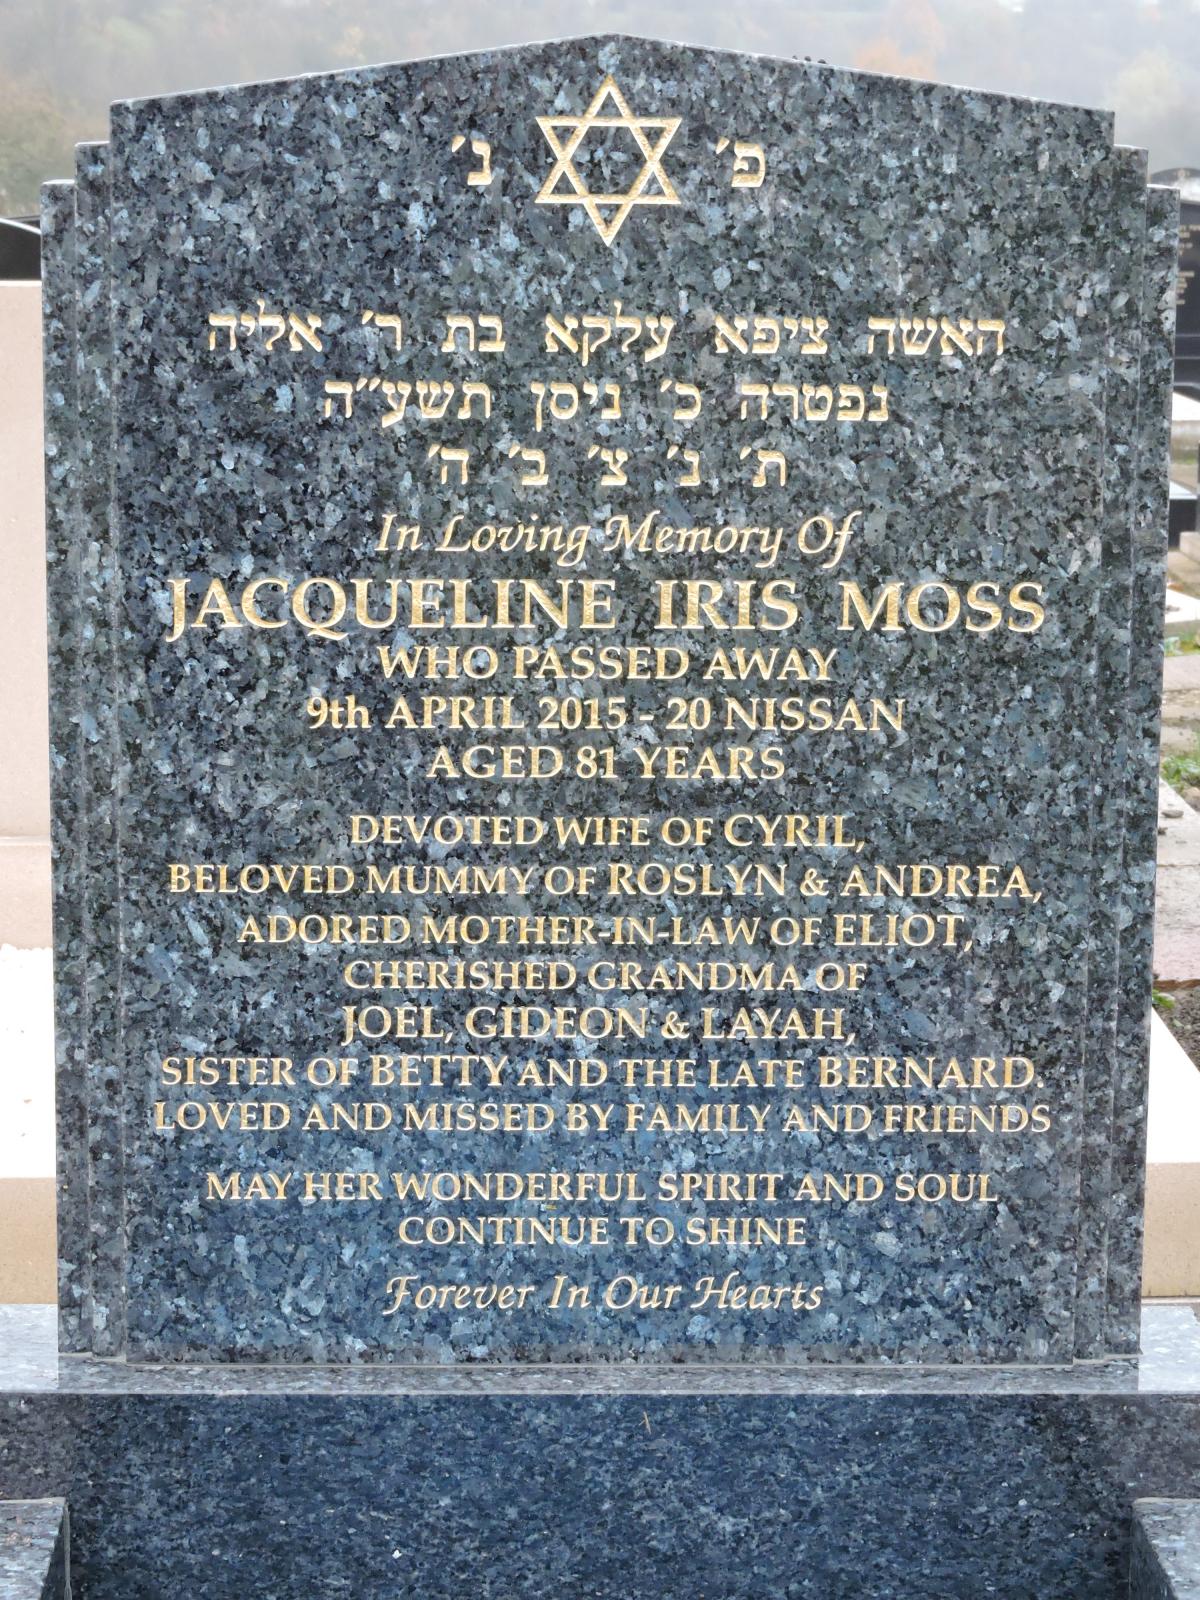 פ׳ נ׳
האשה ציפא עלקא בת ר׳ אליה
נפטרה כ׳ ניסן תשע״ה
ת׳ נ׳ צ׳ ב׳ ה׳
In Loving Memory Of
JACQUELINE IRIS MOSS
WHO PASSED AWAY
9th APRIL 2015 - 20 NISSAN
AGED 81 YEARS
DEVOTED WIFE OF CYRIL,
BELOVED MUMMY OF ROSLYN & ANDREA,
ADORED MOTHER-IN-LAW OF ELIOT,
CHERISHED GRANDMA OF
JOEL, GIDEON & LAYAH,
SISTER OF BETTY AND THE LATE BERNARD.
LOVED AND MISSED BY FAMILY AND FRIENDS
MAY HER WONDERFUL SPIRIT AND SOUL
CONTINUE TO SHINE
Forever In Our Hearts